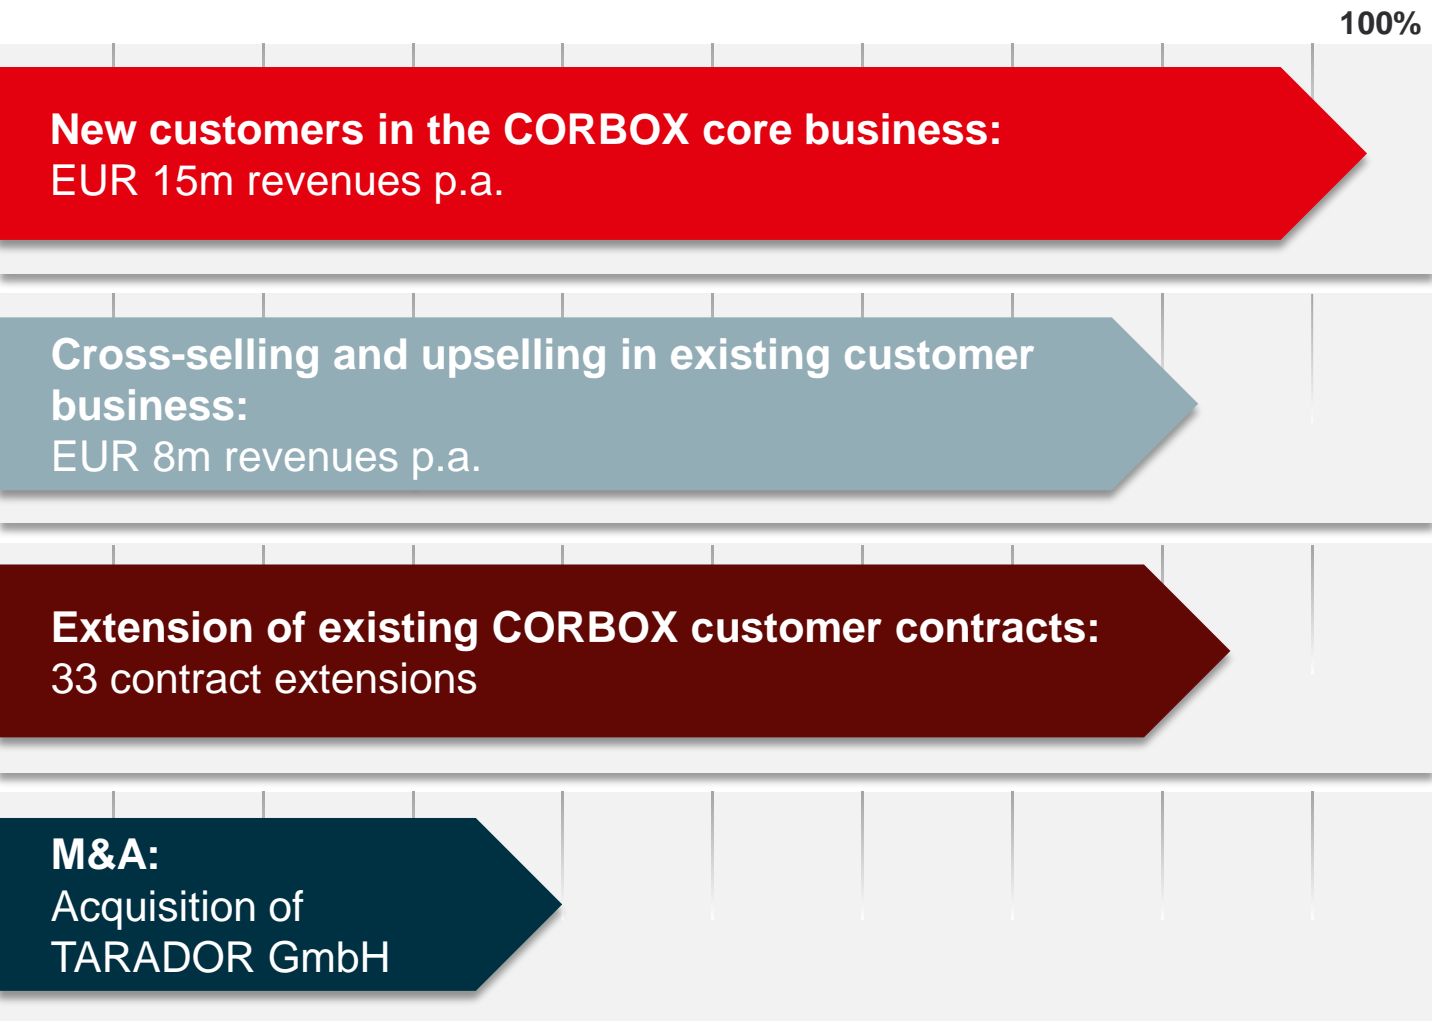 100%
New customers in the CORBOX core business:
EUR 15m revenues p.a.
Cross-selling and upselling in existing customer
business:
EUR 8m revenues p.a.
Extension of existing CORBOX customer contracts:
33 contract extensions
M&A:
Acquisition of
TARADOR GmbH